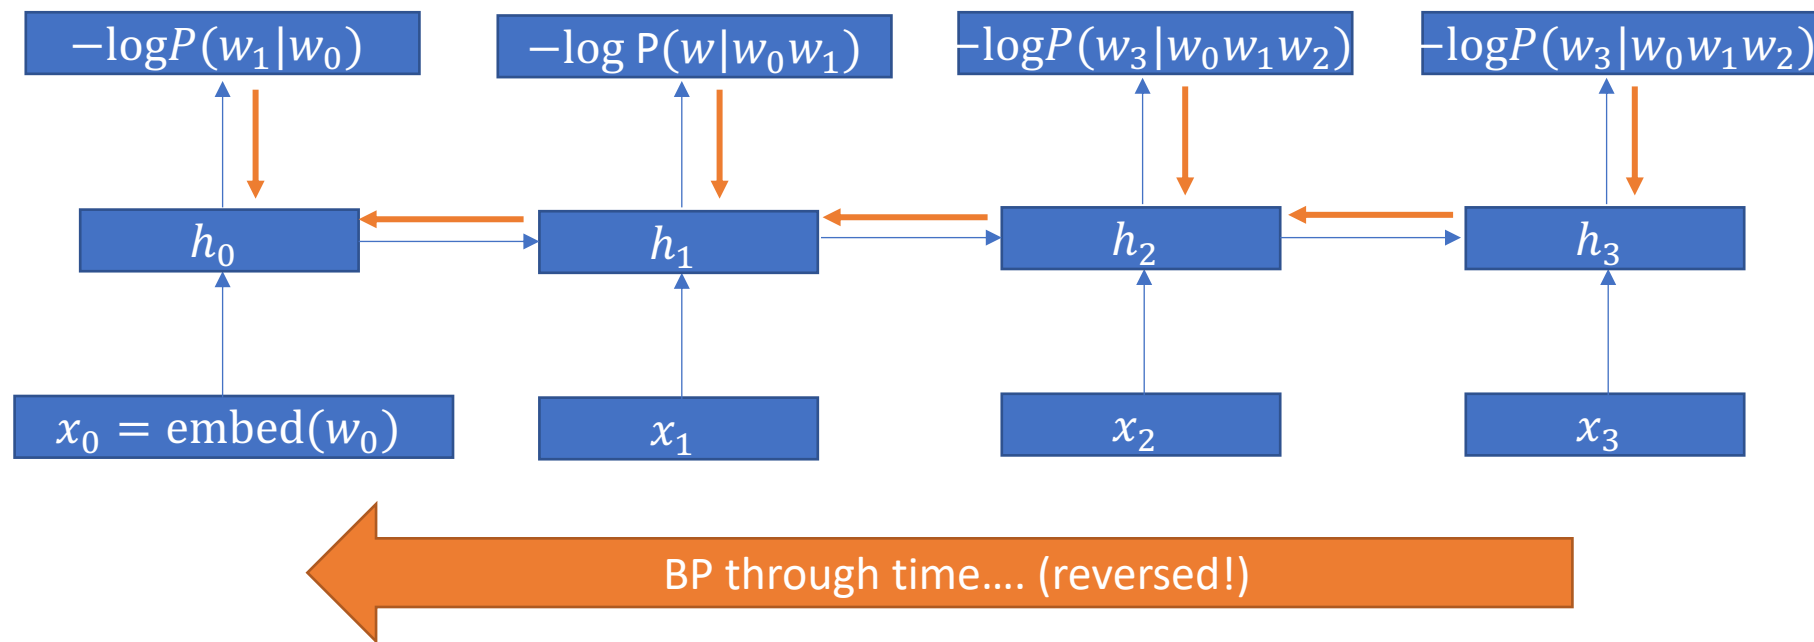 −logP(w₁|w₀)
−log P(w|w₀w₁)
−logP(w₃|w₀w₁w₂)
−logP(w₃|w₀w₁w₂)
h₀
h₁
h₂
h₃
x₀ = embed(w₀)
x₁
x₂
x₃
BP through time.... (reversed!)